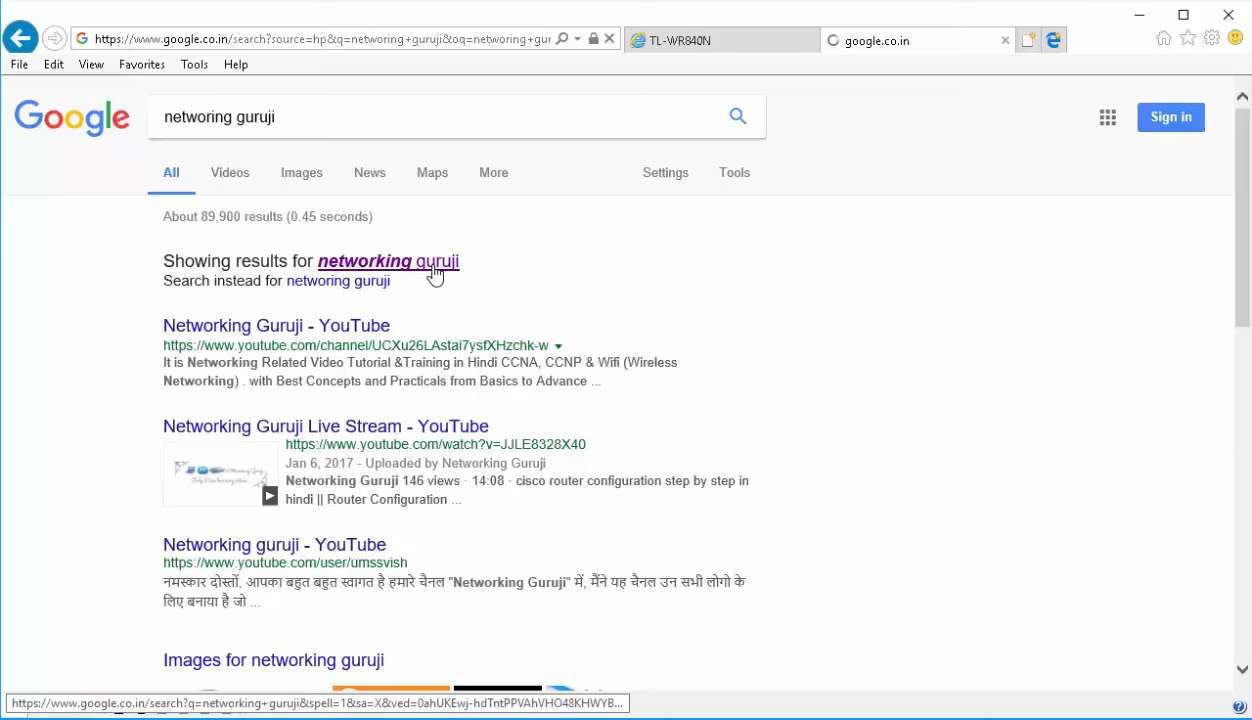 https://www.google.co.in/search?source=hp&q=networing+guruji&oq=networing+gur
TL-WR840N
google.co.in
File Edit View Favorites Tools Help
Google
networing guruji
Sign in
All Videos Images News Maps More Settings Tools
About 89,900 results (0.45 seconds)
Showing results for networking guruji
Search instead for networing guruji
Networking Guruji - YouTube
https://www.youtube.com/channel/UCXu26LAstai7ysfXHzchk-w
It is Networking Related Video Tutorial &Training in Hindi CCNA, CCNP & Wifi (Wireless
Networking) . with Best Concepts and Practicals from Basics to Advance ...
Networking Guruji Live Stream - YouTube
https://www.youtube.com/watch?v=JJLE8328X40
Jan 6, 2017 - Uploaded by Networking Guruji
Networking Guruji 146 views · 14:08 · cisco router configuration step by step in
hindi || Router Configuration ...
Networking guruji - YouTube
https://www.youtube.com/user/umssvish
नमस्कार दोस्तों, आपका बहुत बहुत स्वागत है हमारे चैनल "Networking Guruji" में, मैंने यह चैनल उन सभी लोगो के
लिए बनाया है जो ...
Images for networking guruji
https://www.google.co.in/search?q=networking+guruji&spell=1&sa=X&ved=0ahUKEwj-hdTntPPVAhVHO48KHWYB...